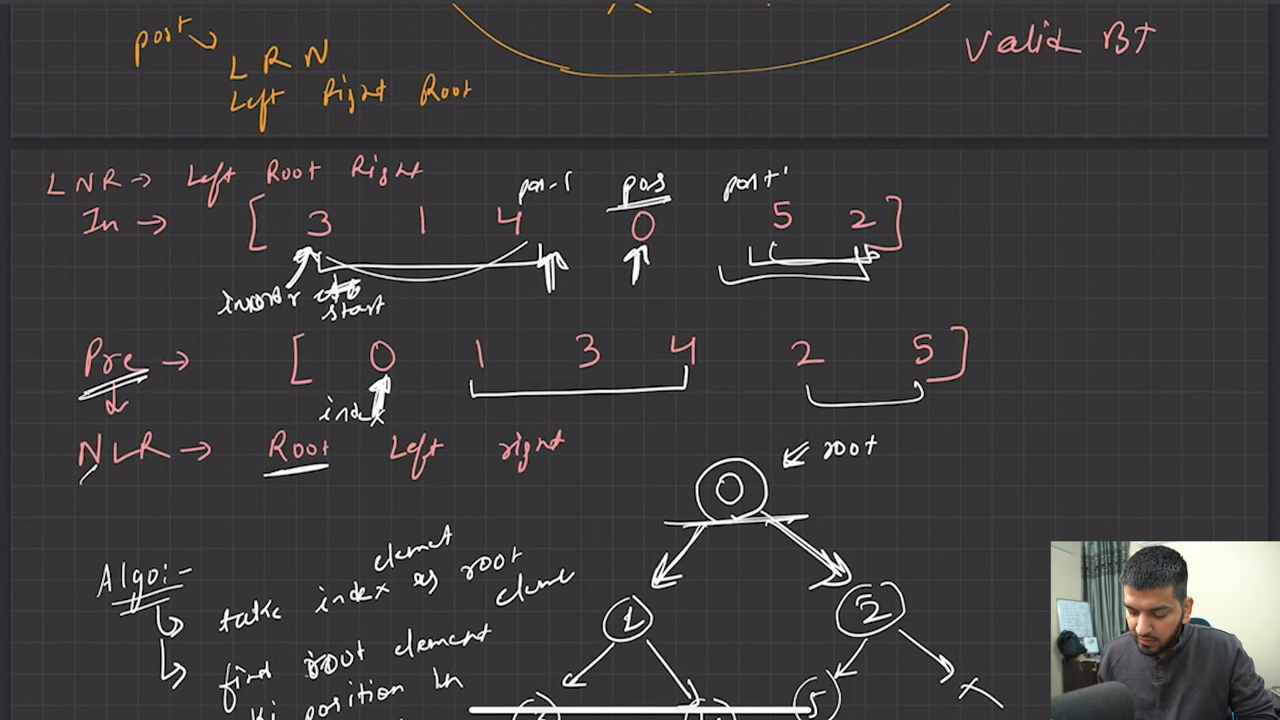 post
L R N
Left Right Root
Valid BT
LNR → Left Root Right
pos-1 pos pos+1
In → [ 3 1 4 0 5 2 ]
inorder start
Pre → [ 0 1 3 4 2 5 ]
index
NLR → Root Left right
root
0
Algo:-
element
take index as root
1 2
find root element
ki position in
5